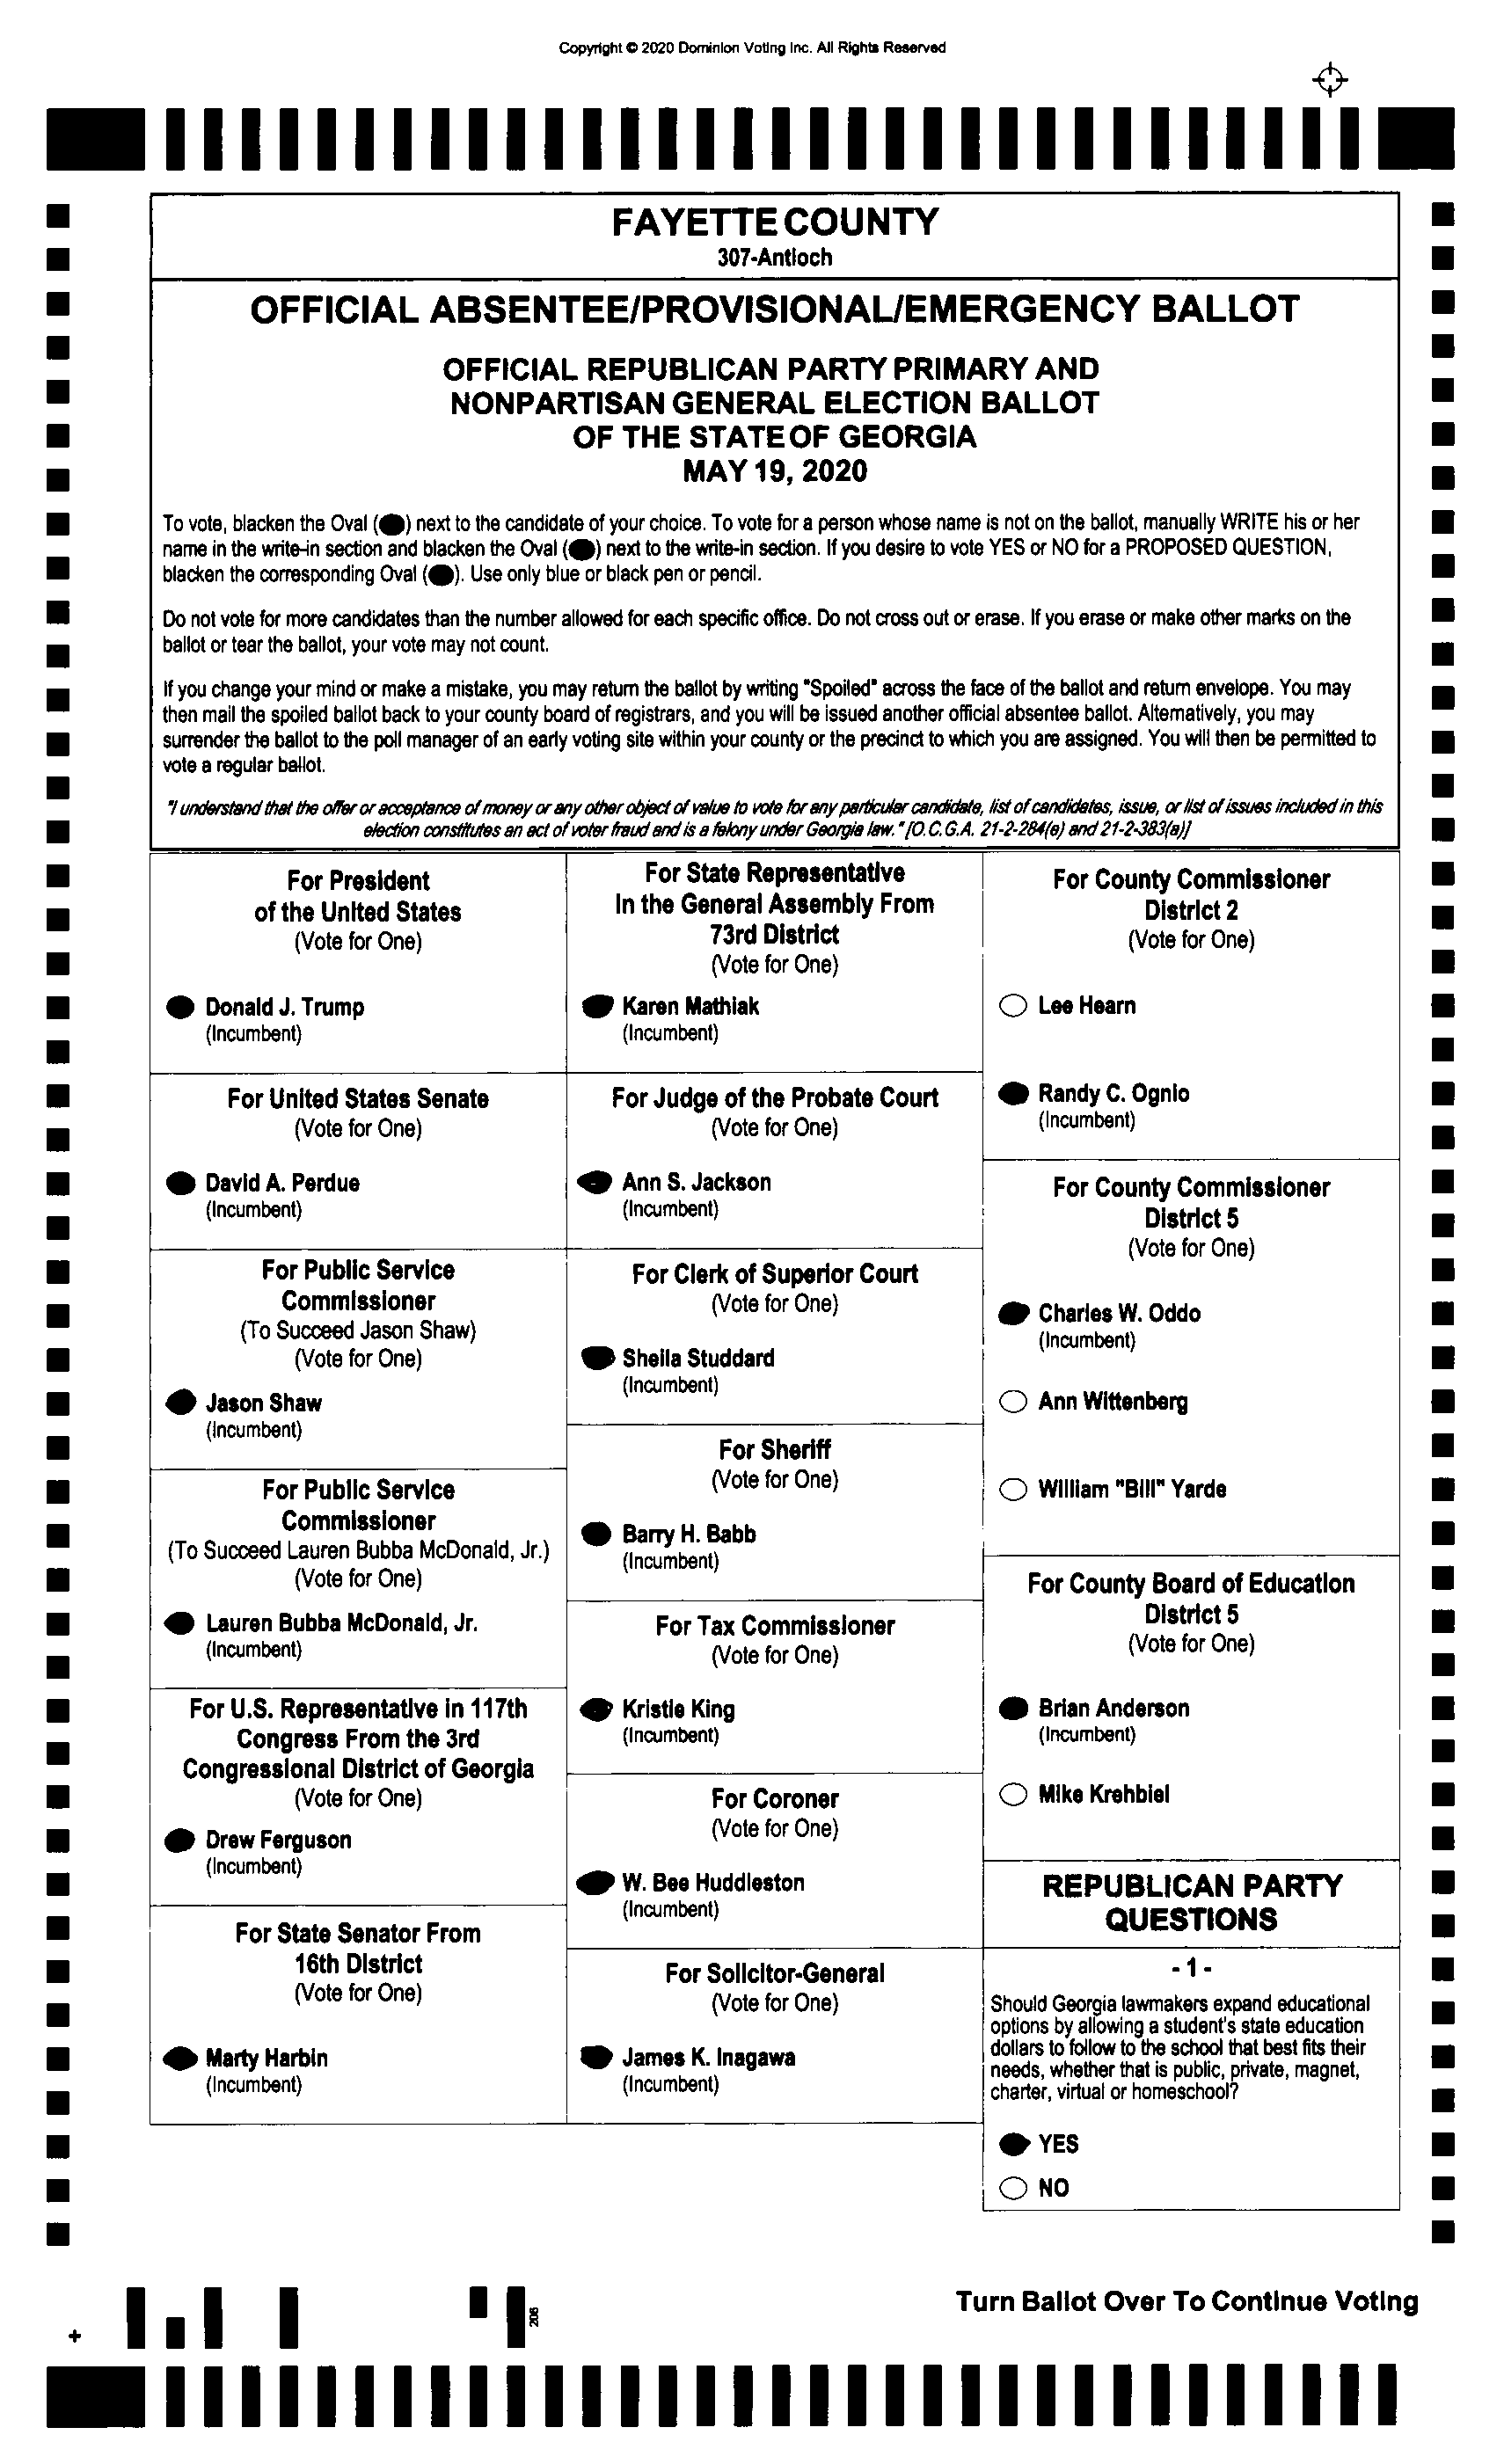 Copyright © 2020 Dominion Voting Inc. All Rights Reserved
FAYETTE COUNTY
307-Antioch
OFFICIAL ABSENTEE/PROVISIONAL/EMERGENCY BALLOT
OFFICIAL REPUBLICAN PARTY PRIMARY AND
NONPARTISAN GENERAL ELECTION BALLOT
OF THE STATE OF GEORGIA
MAY 19, 2020
To vote, blacken the Oval ( ) next to the candidate of your choice. To vote for a person whose name is not on the ballot, manually WRITE his or her
name in the write-in section and blacken the Oval ( ) next to the write-in section. If you desire to vote YES or NO for a PROPOSED QUESTION,
blacken the corresponding Oval ( ). Use only blue or black pen or pencil.
Do not vote for more candidates than the number allowed for each specific office. Do not cross out or erase. If you erase or make other marks on the
ballot or tear the ballot, your vote may not count.
If you change your mind or make a mistake, you may return the ballot by writing "Spoiled" across the face of the ballot and return envelope. You may
then mail the spoiled ballot back to your county board of registrars, and you will be issued another official absentee ballot. Alternatively, you may
surrender the ballot to the poll manager of an early voting site within your county or the precinct to which you are assigned. You will then be permitted to
vote a regular ballot.
"I understand that the offer or acceptance of money or any other object of value to vote for any particular candidate, list of candidates, issue, or list of issues included in this
election constitutes an act of voter fraud and is a felony under Georgia law." [O.C.G.A. 21-2-284(e) and 21-2-383(a)]
For President
of the United States
(Vote for One)
Donald J. Trump
(Incumbent)
For United States Senate
(Vote for One)
David A. Perdue
(Incumbent)
For Public Service
Commissioner
(To Succeed Jason Shaw)
(Vote for One)
Jason Shaw
(Incumbent)
For Public Service
Commissioner
(To Succeed Lauren Bubba McDonald, Jr.)
(Vote for One)
Lauren Bubba McDonald, Jr.
(Incumbent)
For U.S. Representative in 117th
Congress From the 3rd
Congressional District of Georgia
(Vote for One)
Drew Ferguson
(Incumbent)
For State Senator From
16th District
(Vote for One)
Marty Harbin
(Incumbent)
For State Representative
In the General Assembly From
73rd District
(Vote for One)
Karen Mathiak
(Incumbent)
For Judge of the Probate Court
(Vote for One)
Ann S. Jackson
(Incumbent)
For Clerk of Superior Court
(Vote for One)
Sheila Studdard
(Incumbent)
For Sheriff
(Vote for One)
Barry H. Babb
(Incumbent)
For Tax Commissioner
(Vote for One)
Kristie King
(Incumbent)
For Coroner
(Vote for One)
W. Bee Huddleston
(Incumbent)
For Solicitor-General
(Vote for One)
James K. Inagawa
(Incumbent)
For County Commissioner
District 2
(Vote for One)
Lee Hearn
Randy C. Ognio
(Incumbent)
For County Commissioner
District 5
(Vote for One)
Charles W. Oddo
(Incumbent)
Ann Wittenberg
William "Bill" Yarde
For County Board of Education
District 5
(Vote for One)
Brian Anderson
(Incumbent)
Mike Krehbiel
REPUBLICAN PARTY
QUESTIONS
- 1 -
Should Georgia lawmakers expand educational
options by allowing a student's state education
dollars to follow to the school that best fits their
needs, whether that is public, private, magnet,
charter, virtual or homeschool?
YES
NO
Turn Ballot Over To Continue Voting
206